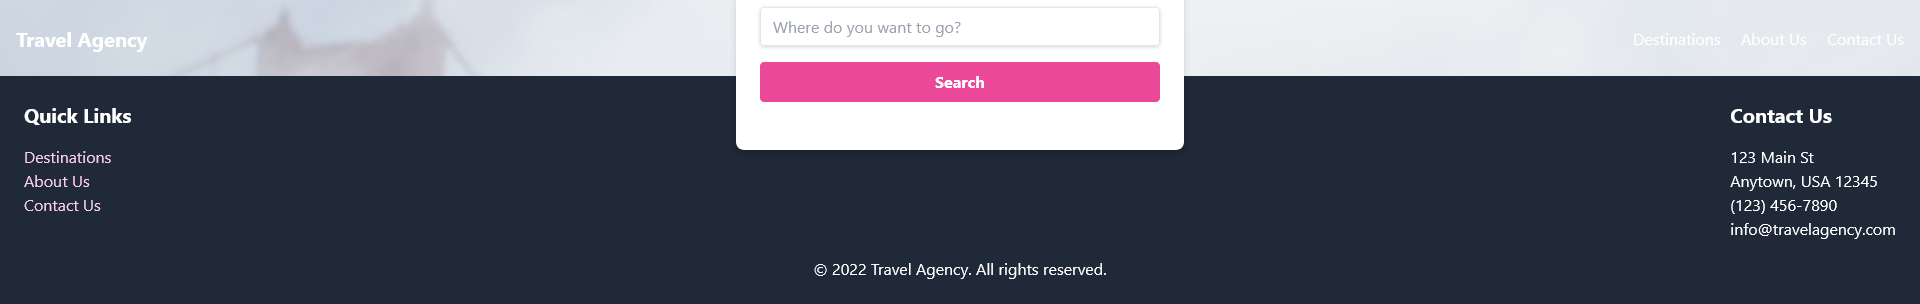 Where do you want to go?
Travel Agency
Destinations About Us Contact Us
Search
Quick Links
Destinations
About Us
Contact Us
Contact Us
123 Main St
Anytown, USA 12345
(123) 456-7890
info@travelagency.com
© 2022 Travel Agency. All rights reserved.